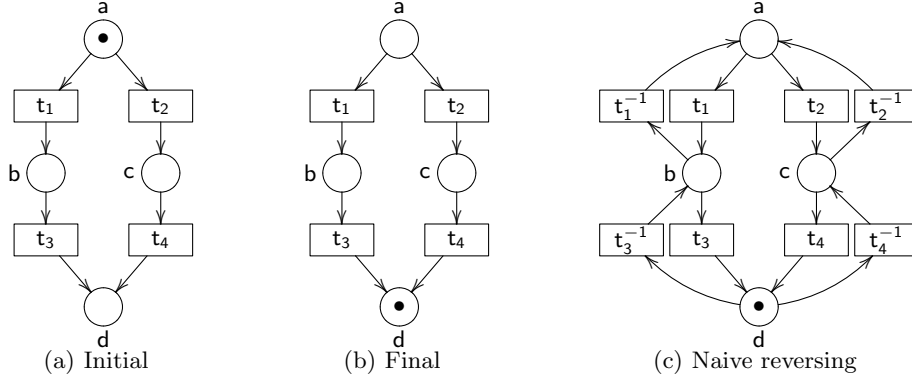 a a a
t₁ t₂ t₁ t₂ t₁⁻¹ t₁ t₂ t₂⁻¹
b c b c b c
t₃ t₄ t₃ t₄ t₃⁻¹ t₃ t₄ t₄⁻¹
d d d
(a) Initial (b) Final (c) Naive reversing